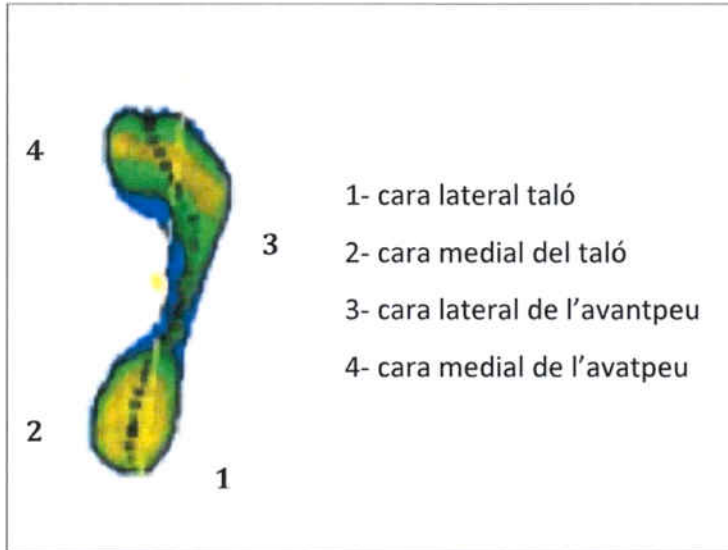 4
1- cara lateral taló
3
2- cara medial del taló
3- cara lateral de l’avantpeu
4- cara medial de l’avatpeu
2
1